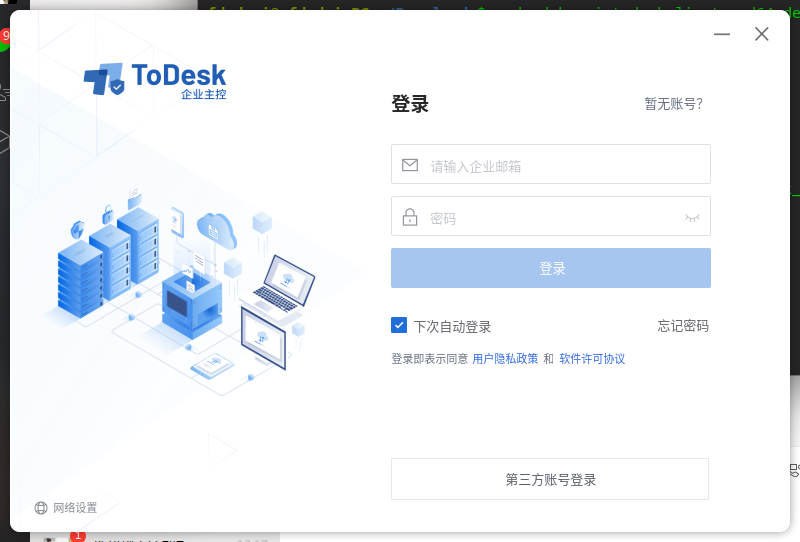 ToDesk
企业主控
登录
暂无账号?
请输入企业邮箱
密码
登录
下次自动登录
忘记密码
登录即表示同意 用户隐私政策 和 软件许可协议
第三方账号登录
网络设置
9
1